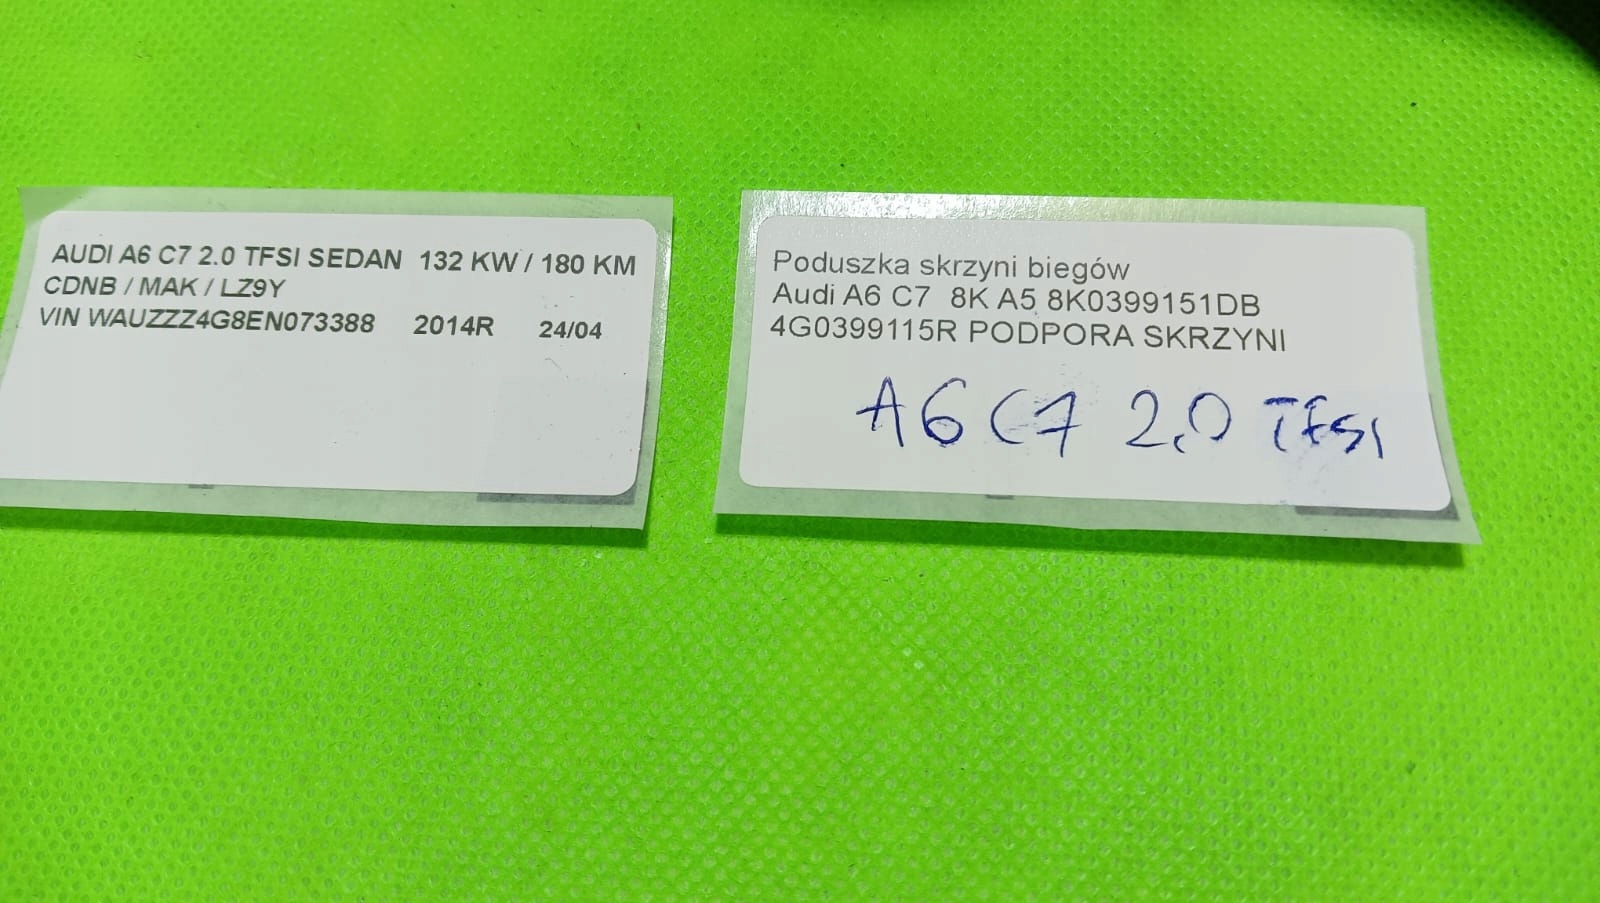 AUDI A6 C7 2.0 TFSI SEDAN 132 KW / 180 KM
CDNB / MAK / LZ9Y
VIN WAUZZZ4G8EN073388 2014R 24/04
Poduszka skrzyni biegów
Audi A6 C7 8K A5 8K0399151DB
4G0399115R PODPORA SKRZYNI
A6 C7 2,0 TFSI